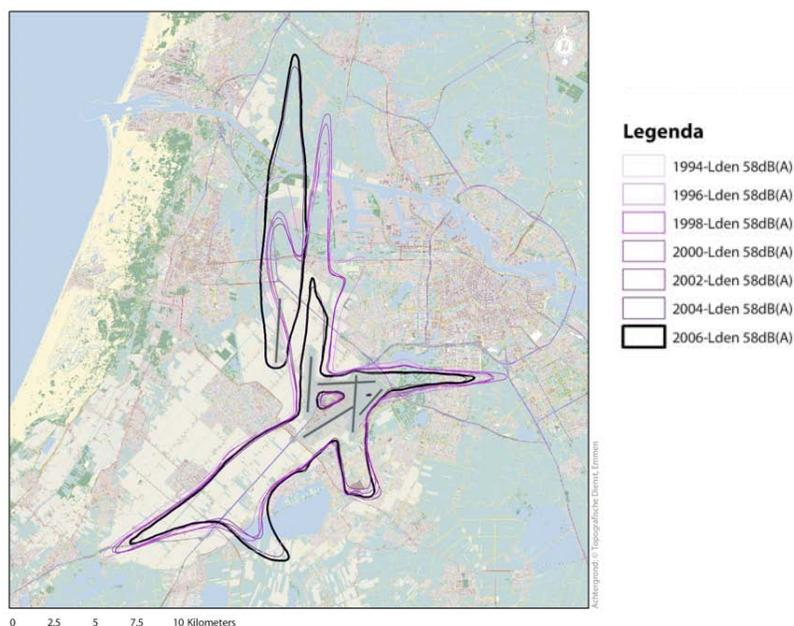 Legenda
1994-Lden 58dB(A)
1996-Lden 58dB(A)
1998-Lden 58dB(A)
2000-Lden 58dB(A)
2002-Lden 58dB(A)
2004-Lden 58dB(A)
2006-Lden 58dB(A)
Achtergrond: © Topografische Dienst, Emmen
0 2.5 5 7.5 10 Kilometers